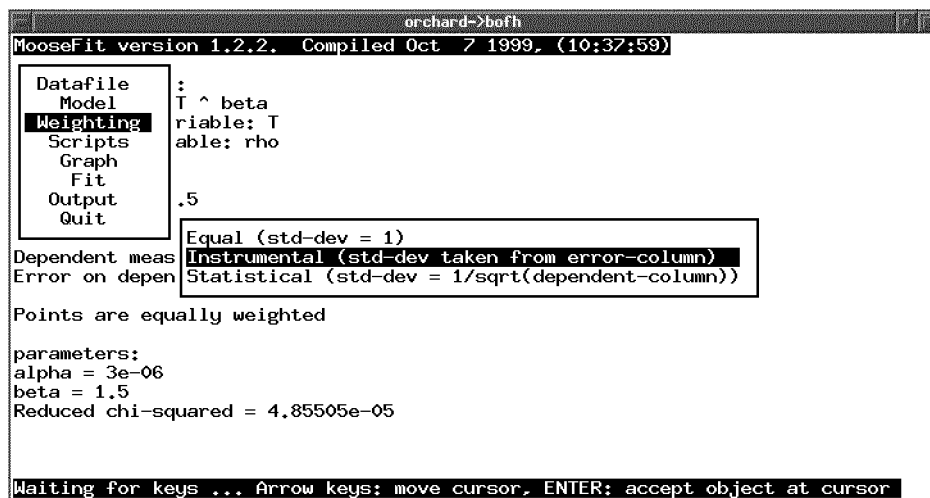 orchard->bofh
MooseFit version 1.2.2. Compiled Oct 7 1999, (10:37:59)
Datafile :
Model T ^ beta
Weighting riable: T
Scripts able: rho
Graph
Fit
Output .5
Quit
Equal (std-dev = 1)
Dependent meas Instrumental (std-dev taken from error-column)
Error on depen Statistical (std-dev = 1/sqrt(dependent-column))
Points are equally weighted
parameters:
alpha = 3e-06
beta = 1.5
Reduced chi-squared = 4.85505e-05
Waiting for keys ... Arrow keys: move cursor, ENTER: accept object at cursor